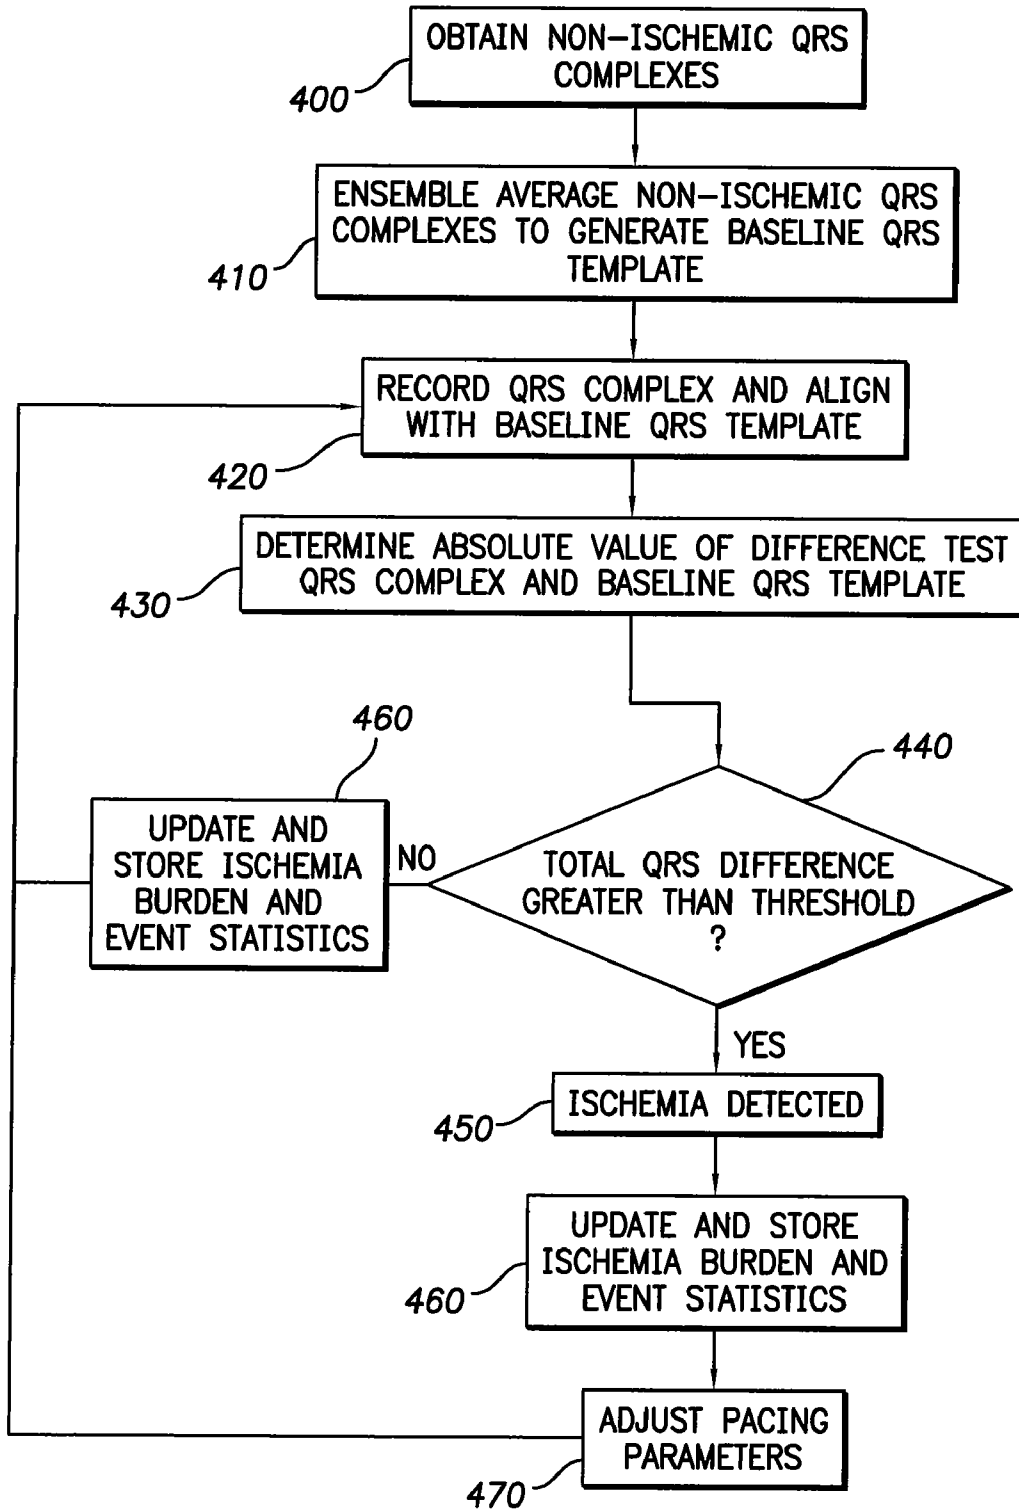 OBTAIN NON-ISCHEMIC QRS
COMPLEXES
400
ENSEMBLE AVERAGE NON-ISCHEMIC QRS
COMPLEXES TO GENERATE BASELINE QRS
TEMPLATE
410
RECORD QRS COMPLEX AND ALIGN
WITH BASELINE QRS TEMPLATE
420
DETERMINE ABSOLUTE VALUE OF DIFFERENCE TEST
QRS COMPLEX AND BASELINE QRS TEMPLATE
430
460
440
UPDATE AND
STORE ISCHEMIA
BURDEN AND
EVENT STATISTICS
NO
TOTAL QRS DIFFERENCE
GREATER THAN THRESHOLD
?
YES
ISCHEMIA DETECTED
450
UPDATE AND STORE
ISCHEMIA BURDEN AND
EVENT STATISTICS
460
ADJUST PACING
PARAMETERS
470